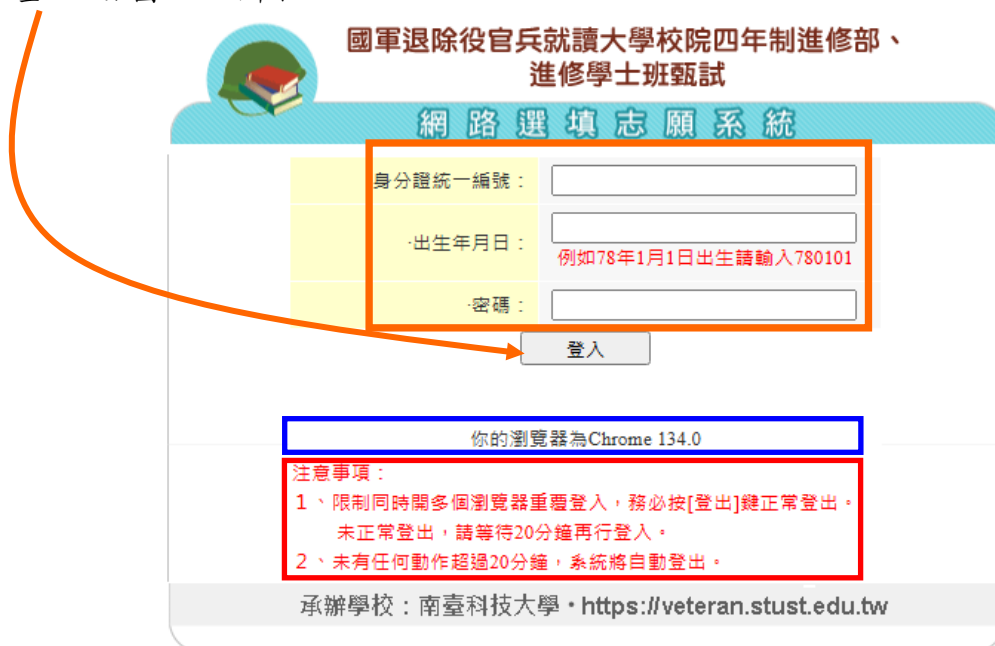 國軍退除役官兵就讀大學校院四年制進修部、
進修學士班甄試
網路選填志願系統
身分證統一編號：
·出生年月日：
例如78年1月1日出生請輸入780101
·密碼：
登入
你的瀏覽器為Chrome 134.0
注意事項：
1、限制同時開多個瀏覽器重覆登入，務必按[登出]鍵正常登出。
未正常登出，請等待20分鐘再行登入。
2、未有任何動作超過20分鐘，系統將自動登出。
承辦學校：南臺科技大學‧https://veteran.stust.edu.tw